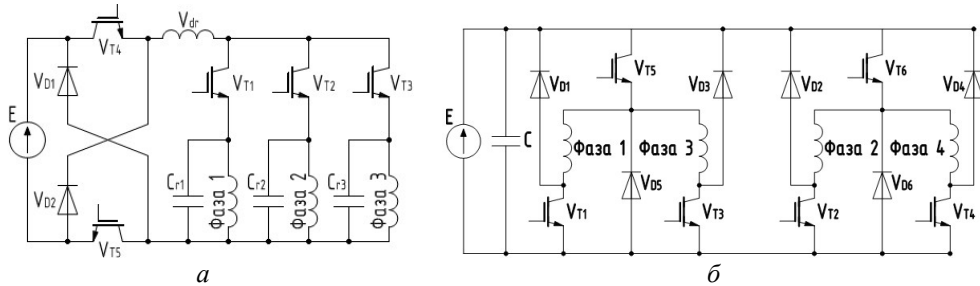 Vdr
VT4
VD1
VT1
VT2
VT3
E
VD2
Cr1
Фаза 1
Cr2
Фаза 2
Cr3
Фаза 3
VT5
а
VT5
VT6
VD1
VD3
VD2
VD4
E
C
Фаза 1
Фаза 3
Фаза 2
Фаза 4
VD5
VD6
VT1
VT3
VT2
VT4
б